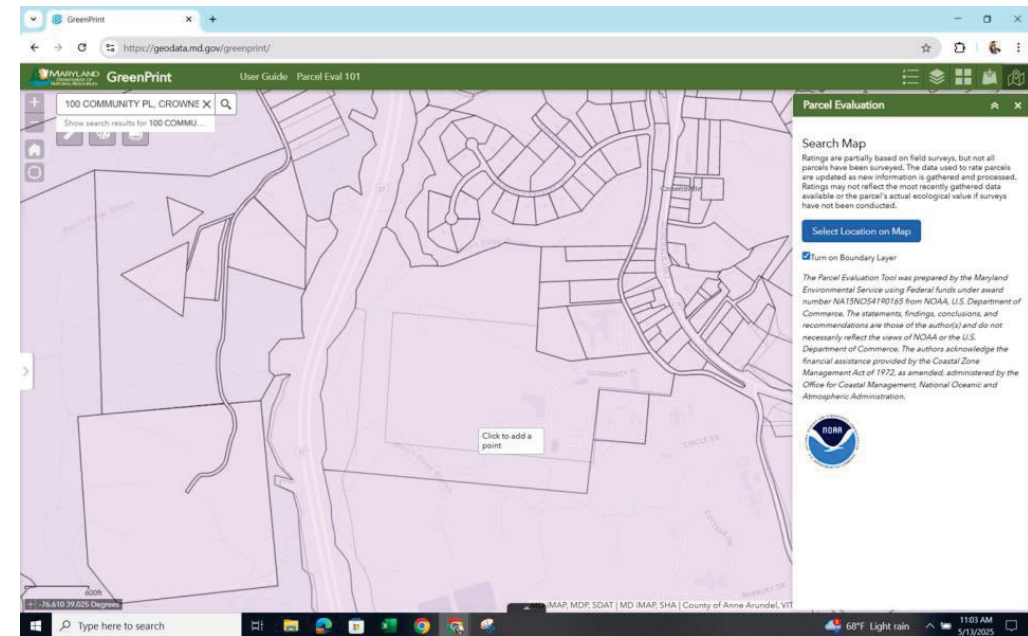 GreenPrint
https://geodata.md.gov/greenprint/
MARYLAND
DEPARTMENT OF
NATURAL RESOURCES
GreenPrint
User Guide Parcel Eval 101
100 COMMUNITY PL, CROWNS
Show search results for 100 COMMU...
Parcel Evaluation
Search Map
Ratings are partially based on field surveys, but not all
parcels have been surveyed. The data used to rate parcels
are updated as new information is gathered and processed.
Ratings may not reflect the most recently gathered data
available or the parcel's actual ecological value if surveys
have not been conducted.
Select Location on Map
Turn on Boundary Layer
The Parcel Evaluation Tool was prepared by the Maryland
Environmental Service using Federal funds under award
number NA15NOS4190165 from NOAA, U.S. Department of
Commerce. The statements, findings, conclusions, and
recommendations are those of the author(s) and do not
necessarily reflect the views of NOAA or the U.S.
Department of Commerce. The authors acknowledge the
financial assistance provided by the Coastal Zone
Management Act of 1972, as amended, administered by the
Office for Coastal Management, National Oceanic and
Atmospheric Administration.
NOAA
Crownsville
COMMUNITY PL
CIRCLE DR
Click to add a
point
600ft
-76.610 39.025 Degrees
iMAP, MDP, SDAT | MD iMAP, SHA | County of Anne Arundel, VIT
Type here to search
68°F Light rain
11:03 AM
5/13/2025